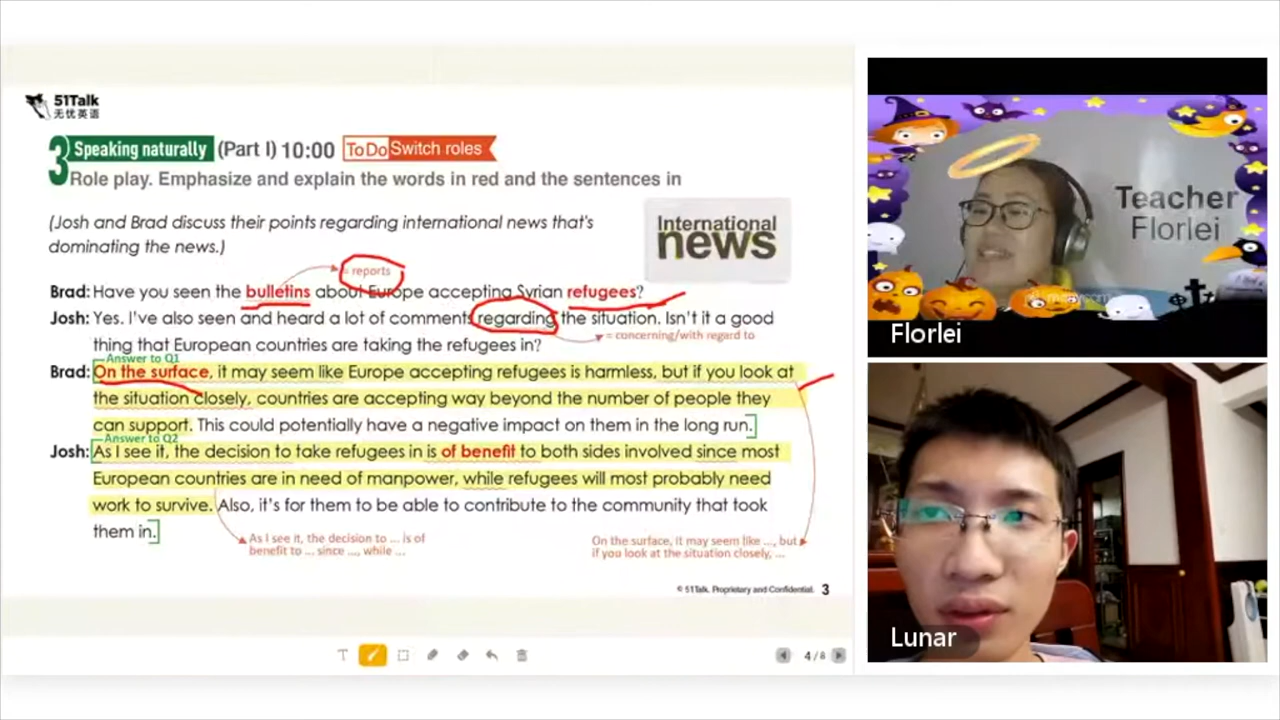 51Talk
无忧英语
3 Speaking naturally (Part I) 10:00 To Do Switch roles
Role play. Emphasize and explain the words in red and the sentences in
(Josh and Brad discuss their points regarding international news that's
dominating the news.)
International
news
= reports
Brad: Have you seen the bulletins about Europe accepting Syrian refugees?
Josh: Yes. I've also seen and heard a lot of comments regarding the situation. Isn't it a good
= concerning/with regard to
thing that European countries are taking the refugees in?
Answer to Q1
Brad: On the surface, it may seem like Europe accepting refugees is harmless, but if you look at
the situation closely, countries are accepting way beyond the number of people they
can support. This could potentially have a negative impact on them in the long run.
Answer to Q2
Josh: As I see it, the decision to take refugees in is of benefit to both sides involved since most
European countries are in need of manpower, while refugees will most probably need
work to survive. Also, it's for them to be able to contribute to the community that took
them in.
As I see it, the decision to ... is of
benefit to ... since ..., while ...
On the surface, it may seem like ..., but
if you look at the situation closely, ...
© 51Talk. Proprietary and Confidential. 3
4/8
Teacher
Florlei
Florlei
Lunar